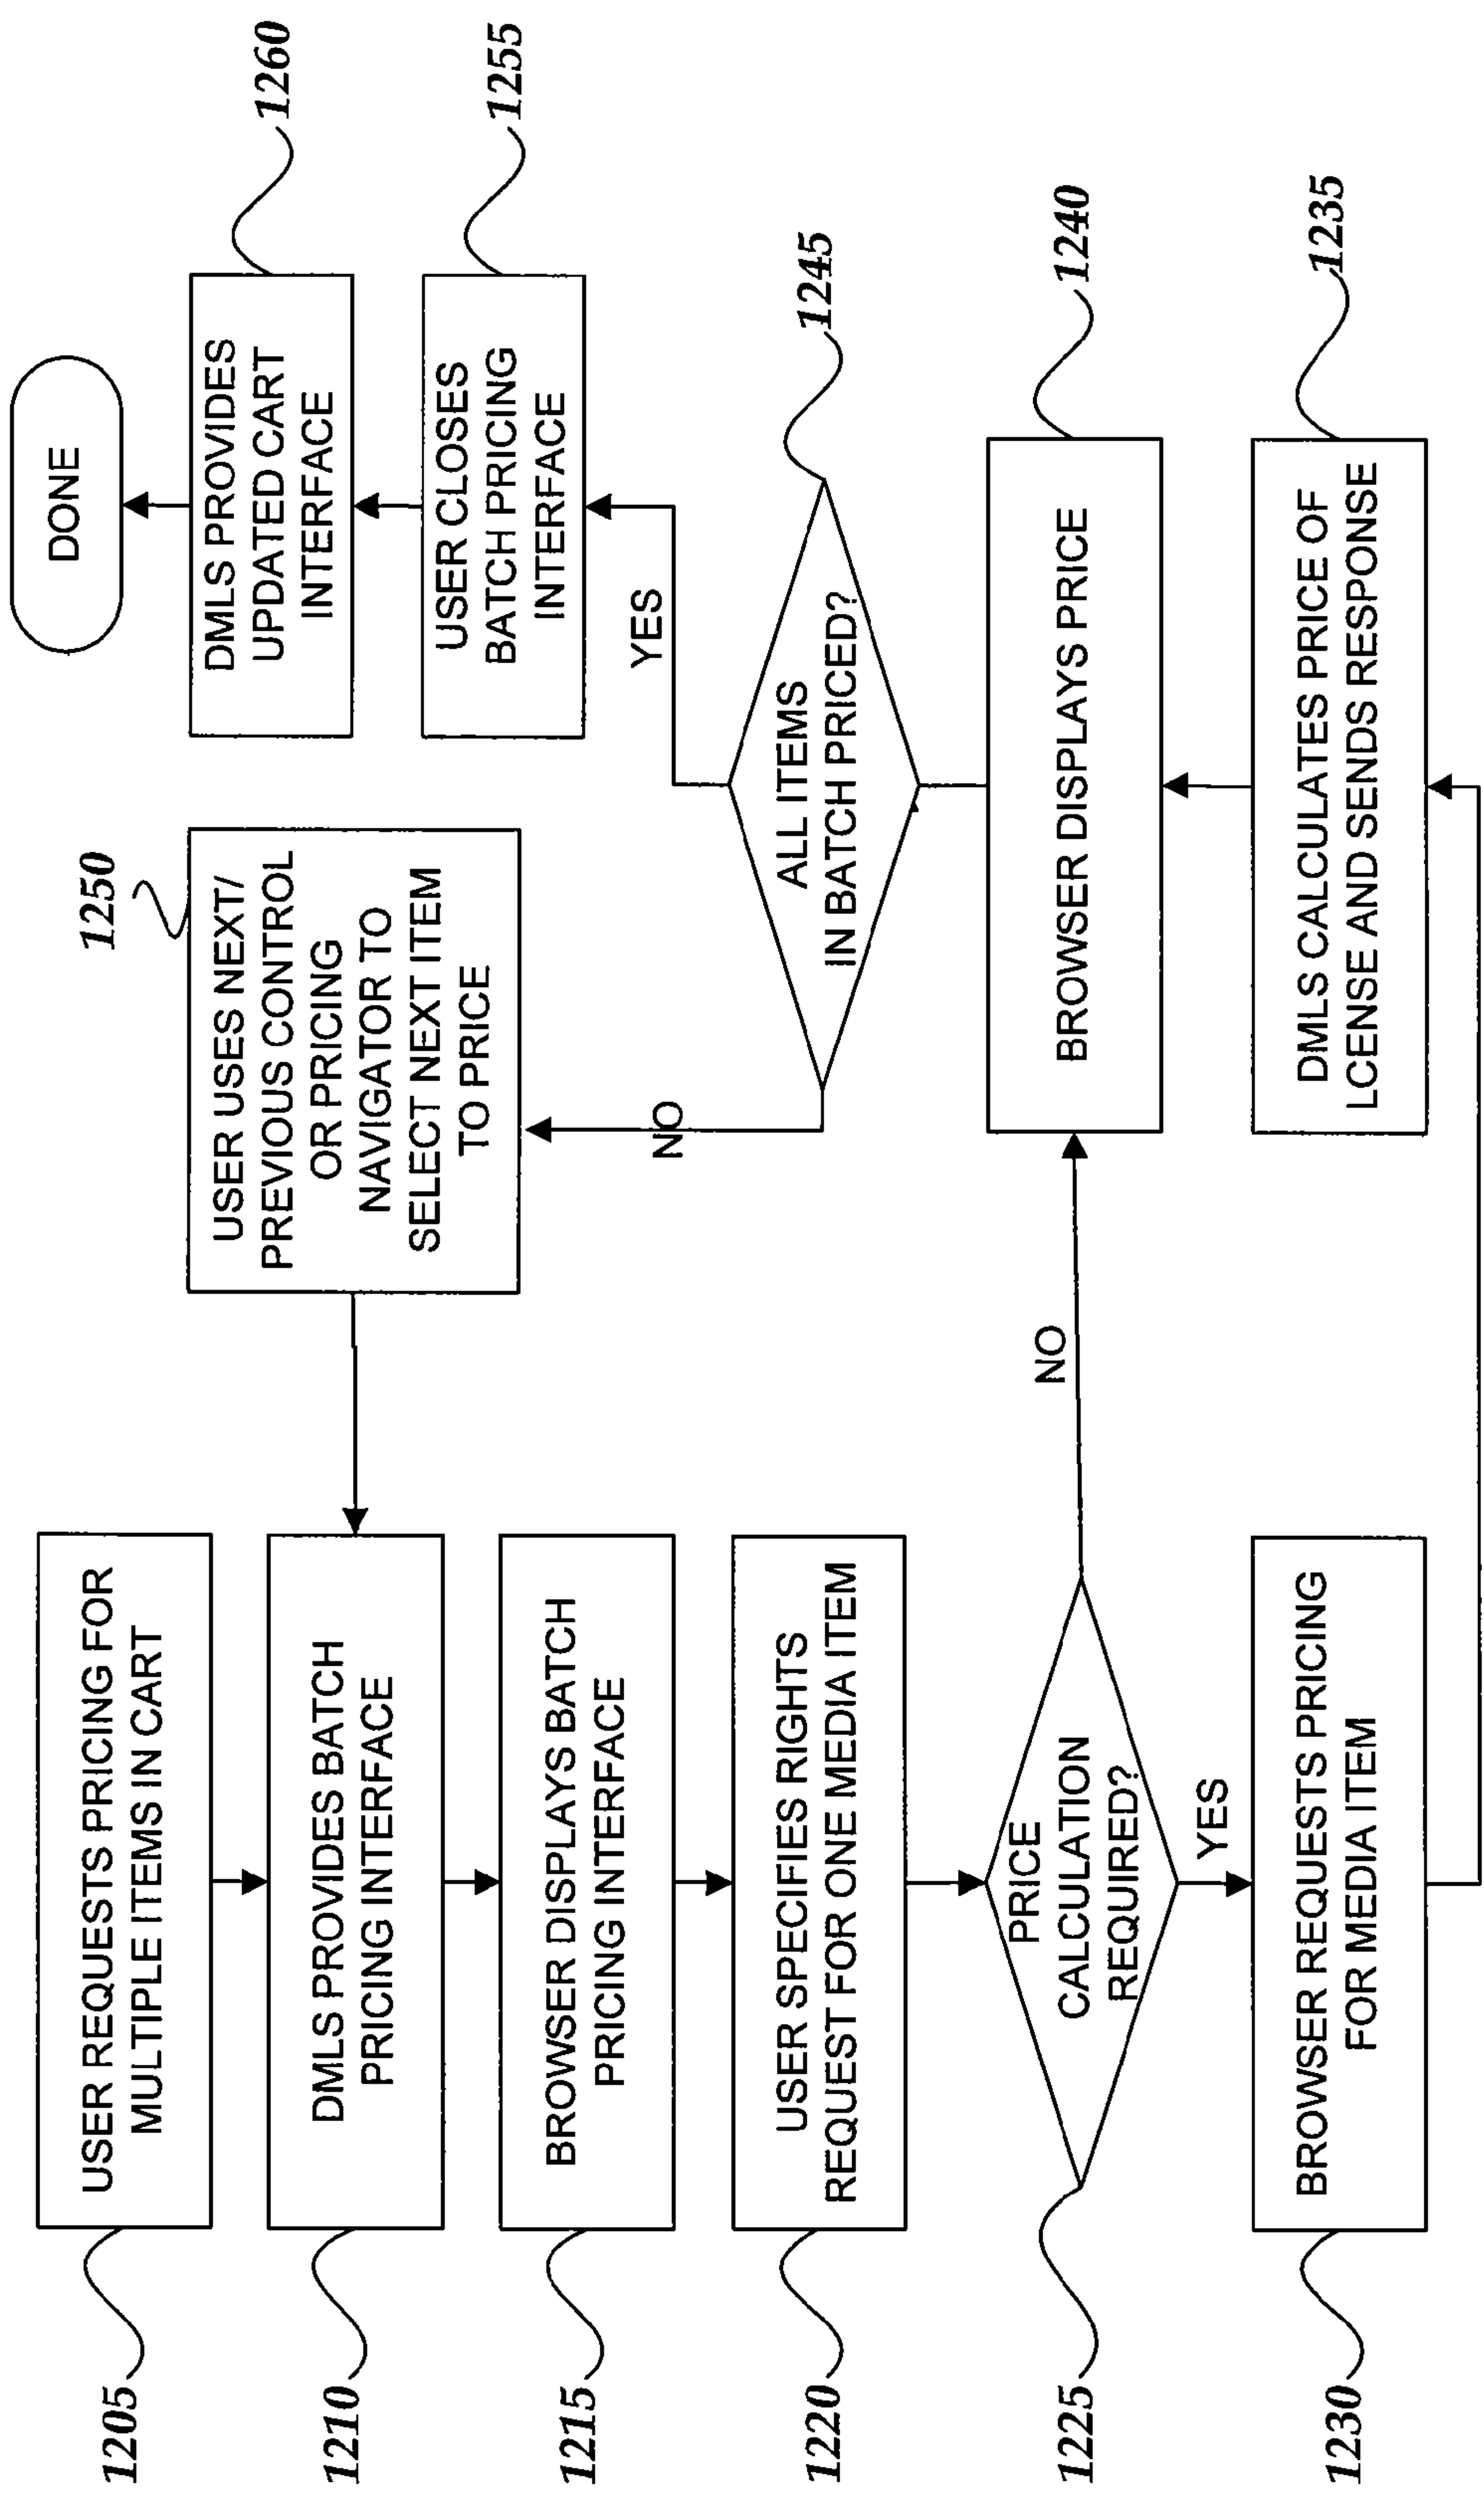 1205
USER REQUESTS PRICING FOR
MULTIPLE ITEMS IN CART
1210
DMLS PROVIDES BATCH
PRICING INTERFACE
1215
BROWSER DISPLAYS BATCH
PRICING INTERFACE
1220
USER SPECIFIES RIGHTS
REQUEST FOR ONE MEDIA ITEM
1225
PRICE
CALCULATION
REQUIRED?
NO
YES
1230
BROWSER REQUESTS PRICING
FOR MEDIA ITEM
1235
DMLS CALCULATES PRICE OF
LCENSE AND SENDS RESPONSE
1240
BROWSER DISPLAYS PRICE
1245
ALL ITEMS
IN BATCH PRICED?
NO
YES
1250
USER USES NEXT/
PREVIOUS CONTROL
OR PRICING
NAVIGATOR TO
SELECT NEXT ITEM
TO PRICE
1255
USER CLOSES
BATCH PRICING
INTERFACE
1260
DMLS PROVIDES
UPDATED CART
INTERFACE
DONE